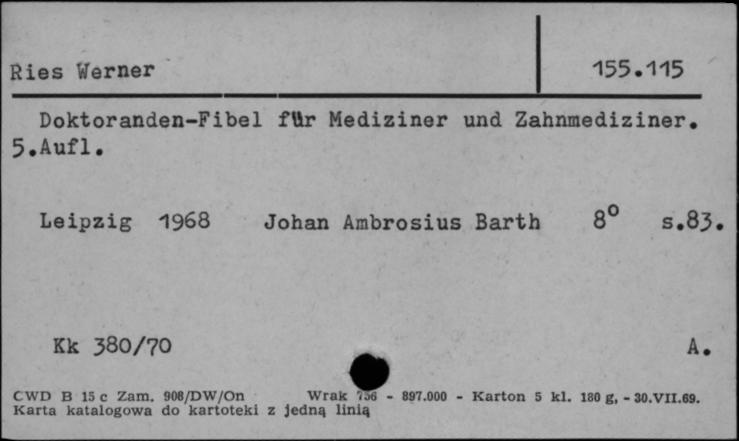 Ries Werner 155.115
Doktoranden-Fibel für Mediziner und Zahnmediziner.
5.Aufl.
Leipzig 1968 Johan Ambrosius Barth 8° s.83.
Kk 380/70 A.
CWD B 15 c Zam. 908/DW/On Wrak 756 - 897.000 - Karton 5 kl. 180 g, - 30.VII.69.
Karta katalogowa do kartoteki z jedną linią